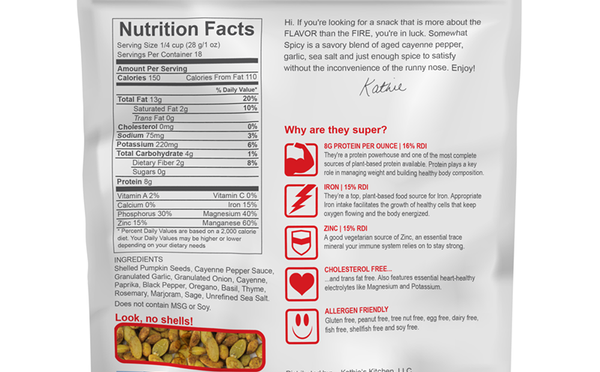 Nutrition Facts
Serving Size 1/4 cup (28 g/1 oz)
Servings Per Container 18
Amount Per Serving
Calories 150 Calories From Fat 110
% Daily Value*
Total Fat 13g 20%
Saturated Fat 2g 10%
Trans Fat 0g
Cholesterol 0mg 0%
Sodium 75mg 3%
Potassium 220mg 6%
Total Carbohydrate 4g 1%
Dietary Fiber 2g 8%
Sugars 0g
Protein 8g
Vitamin A 2% Vitamin C 0%
Calcium 0% Iron 15%
Phosphorus 30% Magnesium 40%
Zinc 15% Manganese 60%
* Percent Daily Values are based on a 2,000 calorie
diet. Your Daily Values may be higher or lower
depending on your dietary needs
INGREDIENTS
Shelled Pumpkin Seeds, Cayenne Pepper Sauce,
Granulated Garlic, Granulated Onion, Cayenne,
Paprika, Black Pepper, Oregano, Basil, Thyme,
Rosemary, Marjoram, Sage, Unrefined Sea Salt.
Does not contain MSG or Soy.
Look, no shells!
Hi. If you're looking for a snack that is more about the
FLAVOR than the FIRE, you're in luck. Somewhat
Spicy is a savory blend of aged cayenne pepper,
garlic, sea salt and just enough spice to satisfy
without the inconvenience of the runny nose. Enjoy!
Kathie
Why are they super?
8G PROTEIN PER OUNCE | 16% RDI
They're a protein powerhouse and one of the most complete
sources of plant-based protein available. Protein plays a key
role in managing weight and building healthy body composition.
IRON | 15% RDI
They're a top, plant-based food source for Iron. Appropriate
Iron intake facilitates the growth of healthy cells that keep
oxygen flowing and the body energized.
ZINC | 15% RDI
A good vegetarian source of Zinc, an essential trace
mineral your immune system relies on to stay strong.
CHOLESTEROL FREE...
...and trans fat free. Also features essential heart-healthy
electrolytes like Magnesium and Potassium.
ALLERGEN FRIENDLY
Gluten free, peanut free, tree nut free, egg free, dairy free,
fish free, shellfish free and soy free.
Kathie's Kitchen, LLC